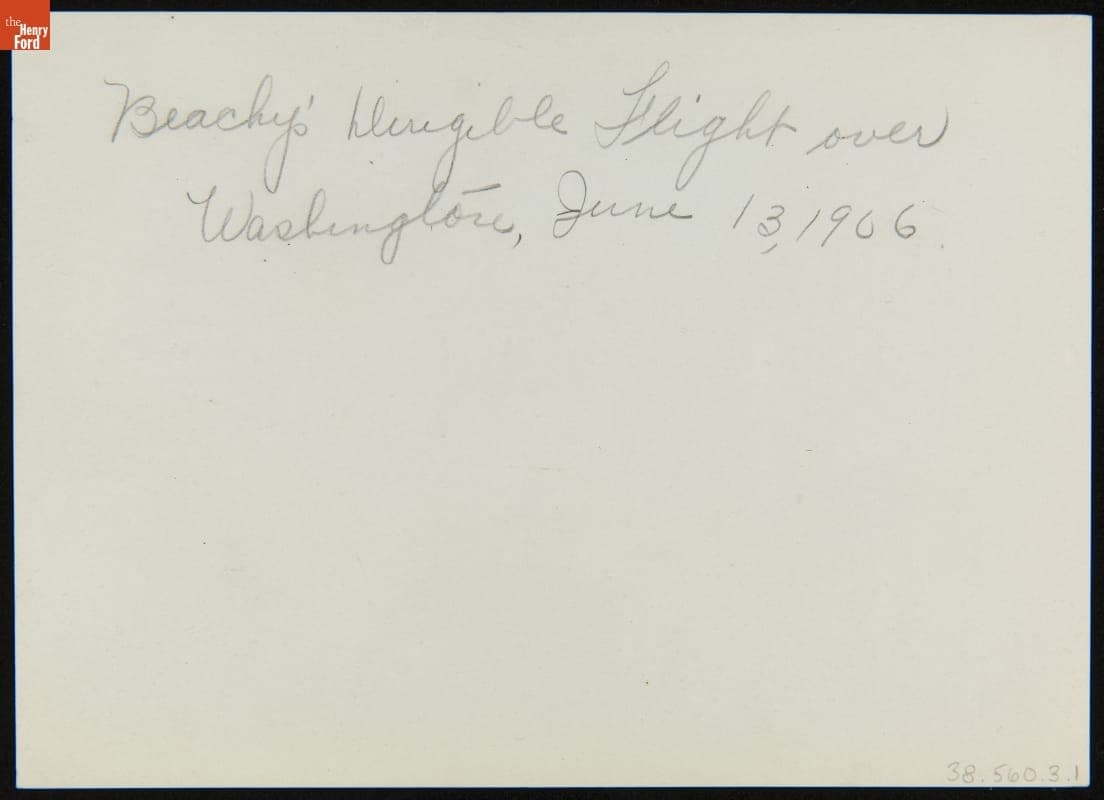 the
Henry
Ford
Beachy's Dirigible Flight over
Washington, June 13, 1906.
38.560.3.1